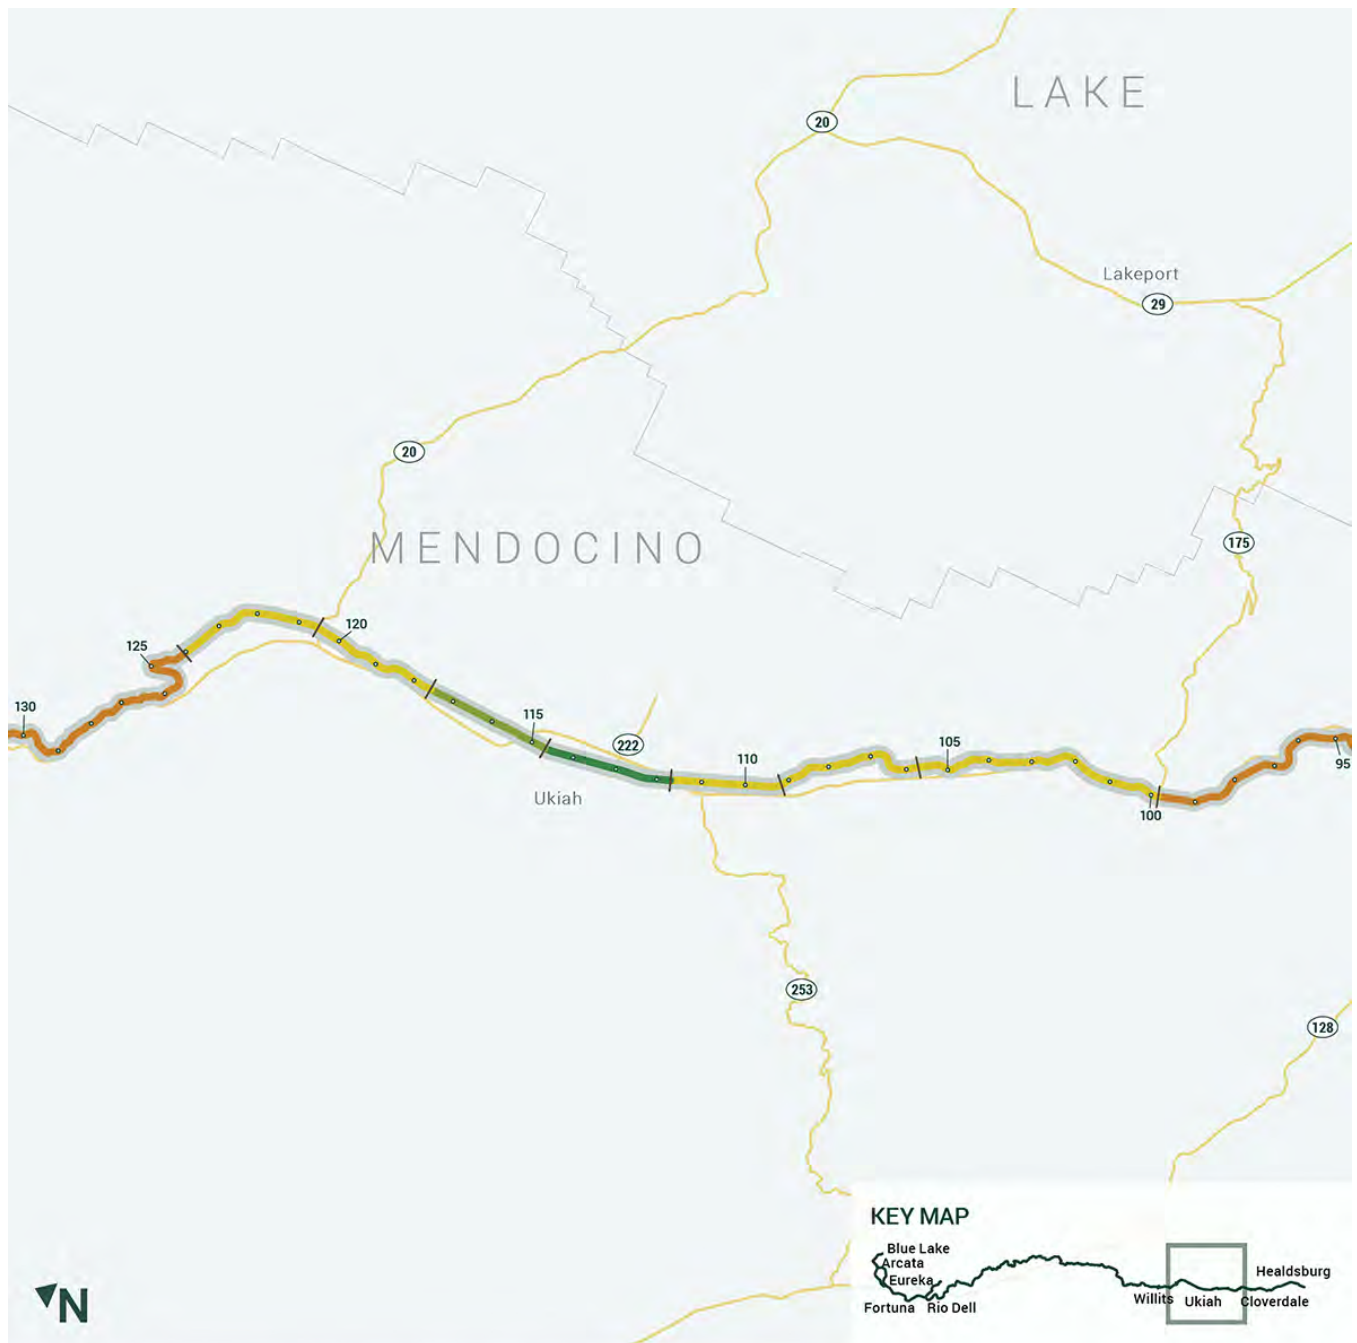 LAKE
20
Lakeport
29
20
MENDOCINO
175
120
125
130
115
222
110
105
95
Ukiah
100
253
128
KEY MAP
Blue Lake
Arcata
Eureka
Fortuna
Rio Dell
Willits
Ukiah
Cloverdale
Healdsburg
N